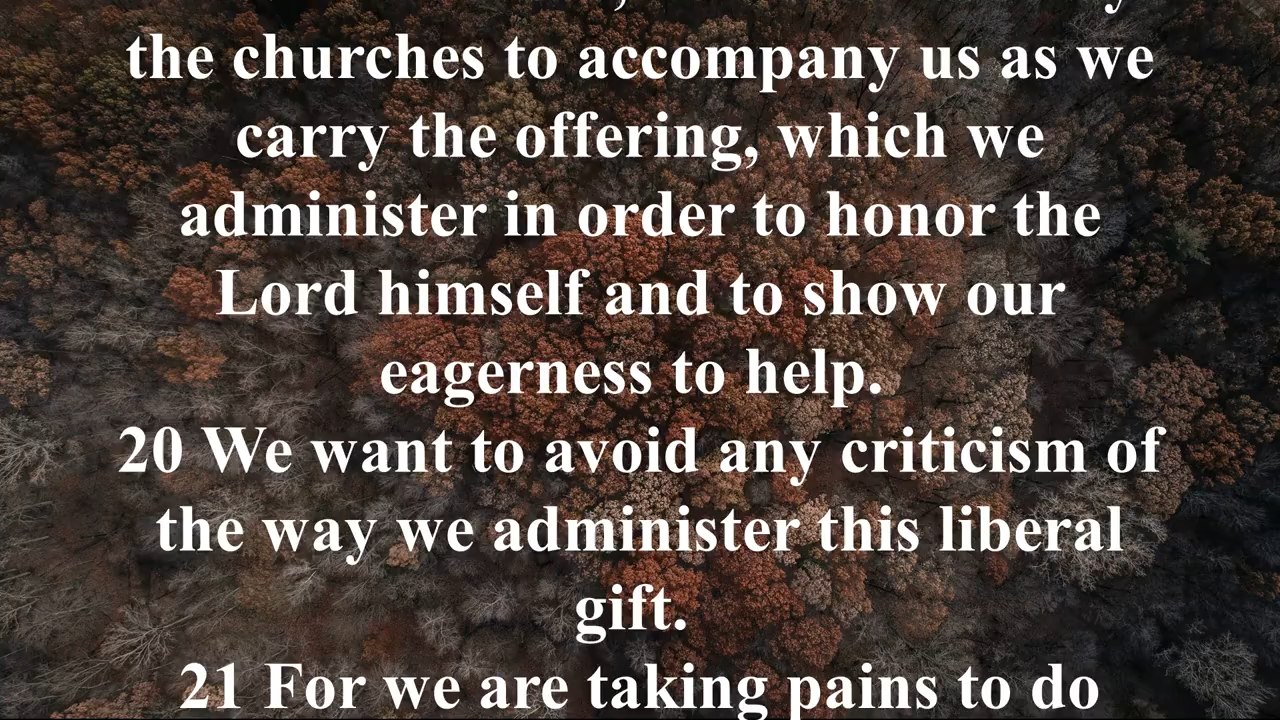 the churches to accompany us as we
carry the offering, which we
administer in order to honor the
Lord himself and to show our
eagerness to help.
20 We want to avoid any criticism of
the way we administer this liberal
gift.
21 For we are taking pains to do